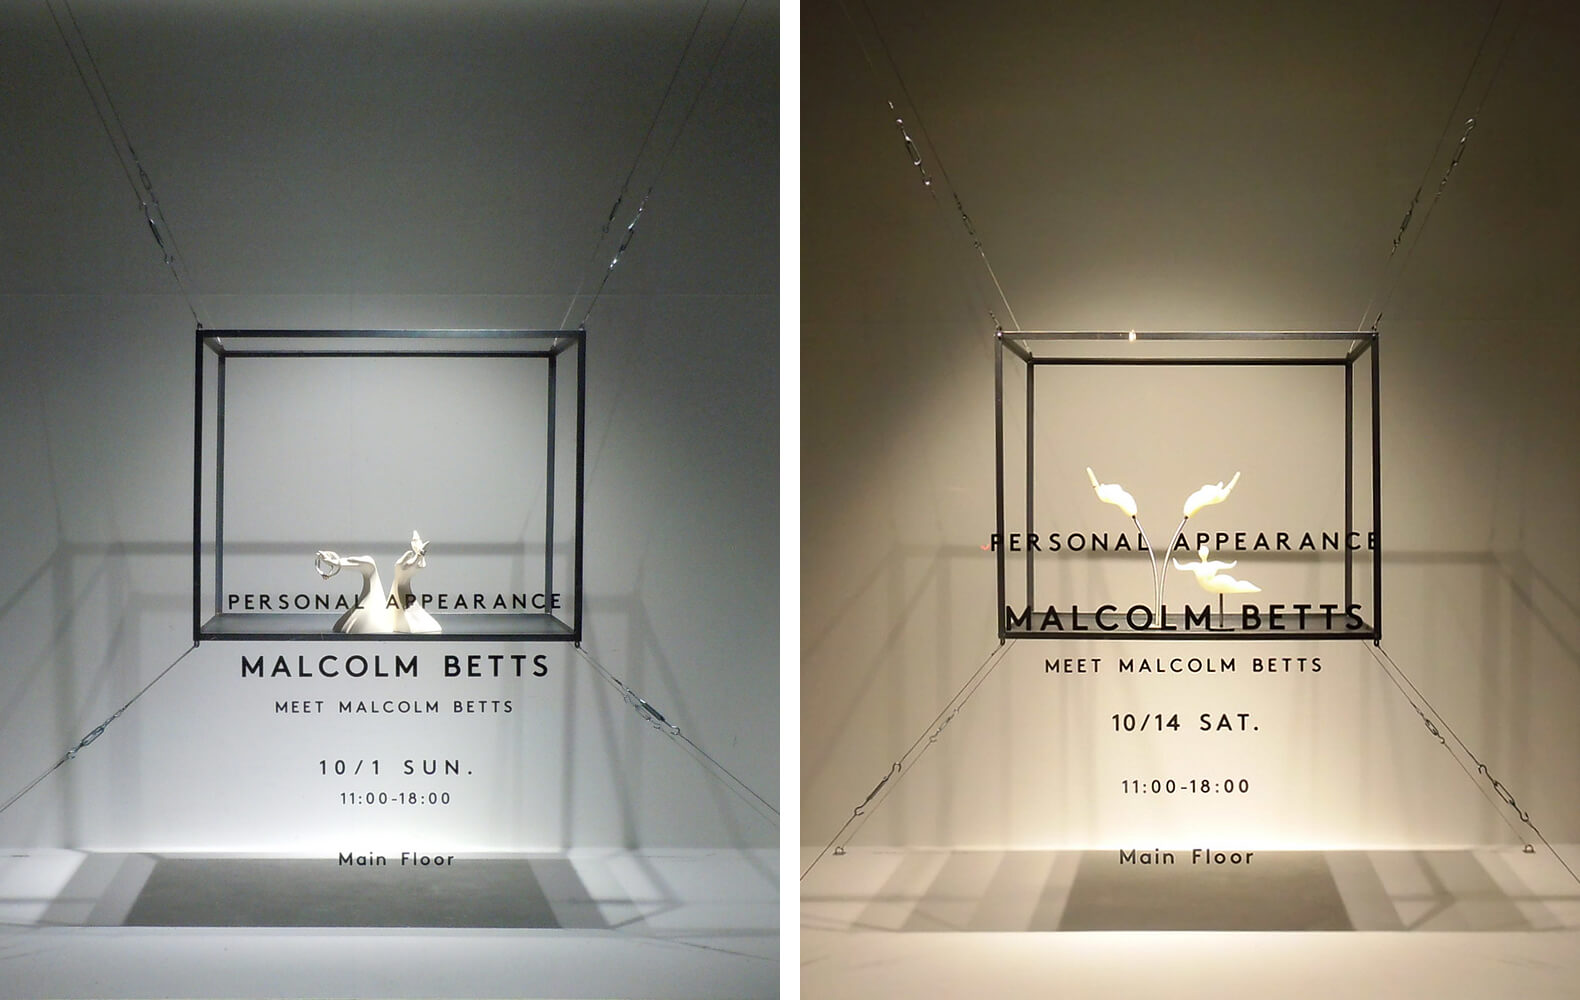 PERSONAL APPEARANCE
MALCOLM BETTS
MEET MALCOLM BETTS
10/1 SUN.
11:00-18:00
Main Floor
PERSONAL APPEARANCE
MALCOLM BETTS
MEET MALCOLM BETTS
10/14 SAT.
11:00-18:00
Main Floor